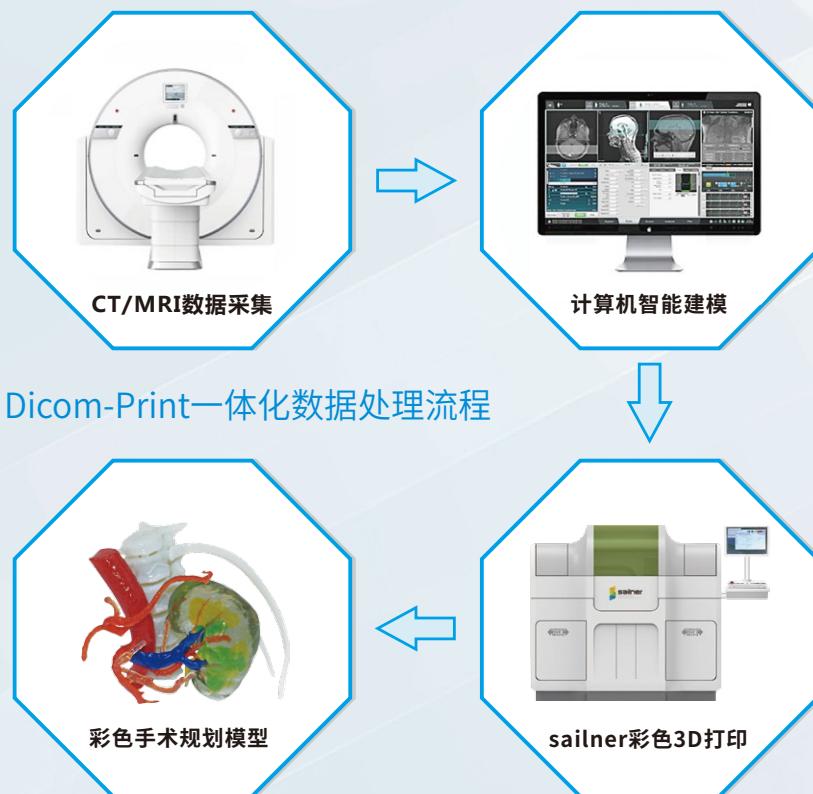 CT/MRI数据采集
计算机智能建模
Dicom-Print一体化数据处理流程
sailner
彩色手术规划模型
sailner彩色3D打印